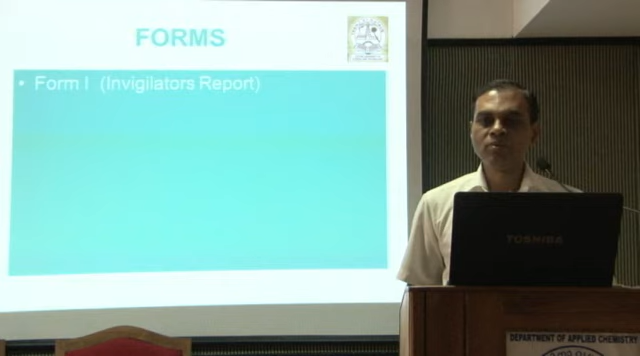 FORMS
• Form I (Invigilators Report)
TOSHIBA
DEPARTMENT OF APPLIED CHEMISTRY